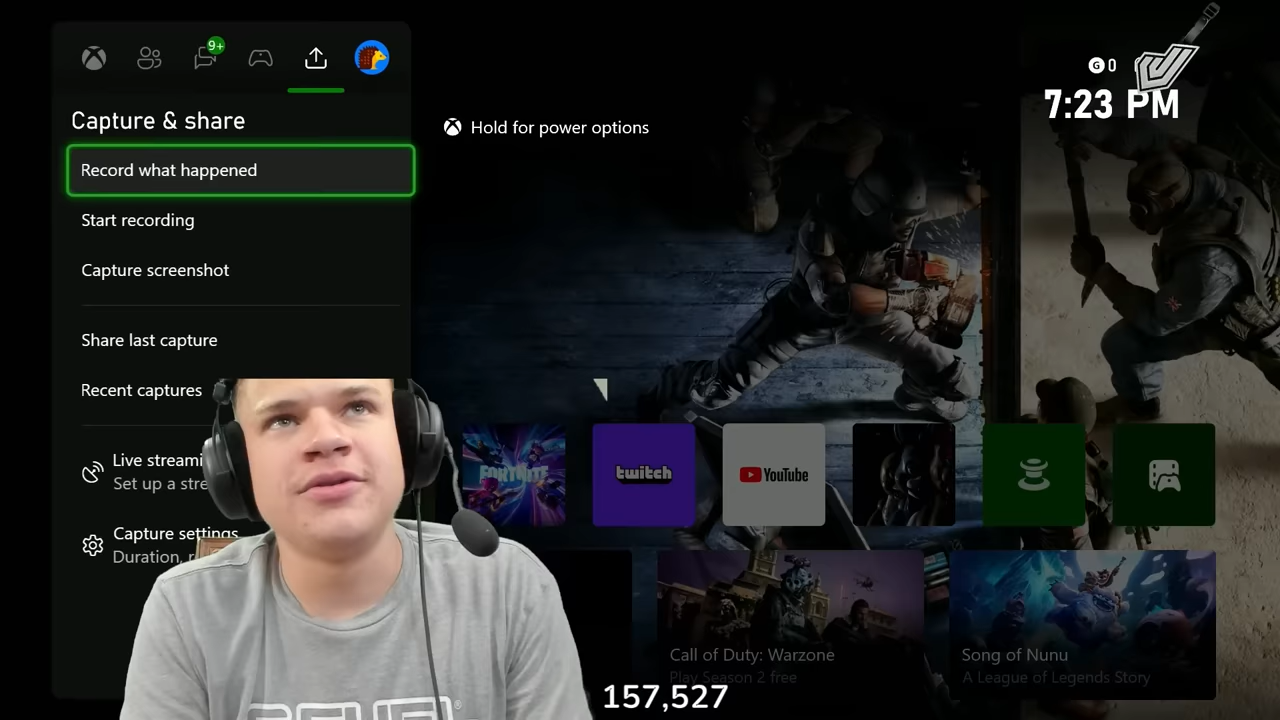 9+
G 0
7:23 PM
Capture & share
Hold for power options
Record what happened
Start recording
Capture screenshot
Share last capture
Recent captures
Live streami
Set up a stre
Capture settings
Duration, r
FORTNITE
twitch
YouTube
Call of Duty: Warzone
Play Season 2 free
Song of Nunu
A League of Legends Story
157,527